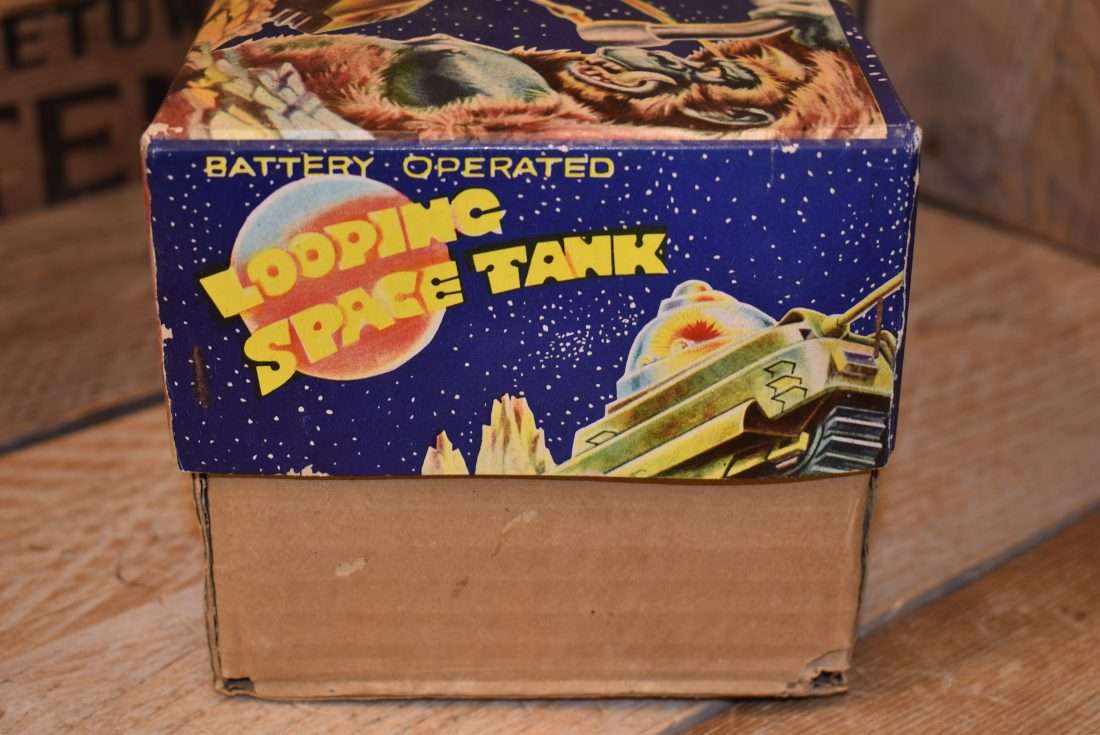 BATTERY OPERATED
LOOPING
SPACE TANK